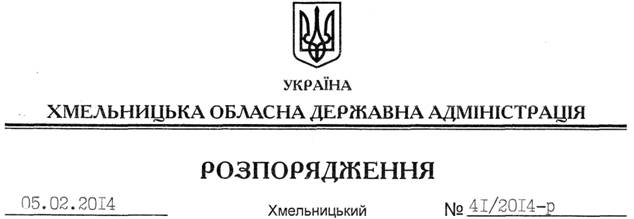 УКРАЇНА
ХМЕЛЬНИЦЬКА ОБЛАСНА ДЕРЖАВНА АДМІНІСТРАЦІЯ
РОЗПОРЯДЖЕННЯ
05.02.2014 Хмельницький № 41/2014-р